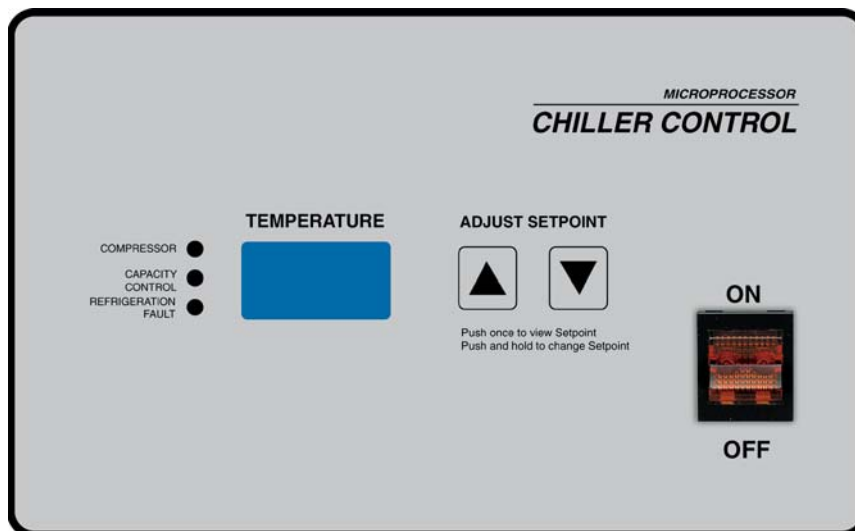 MICROPROCESSOR
CHILLER CONTROL
TEMPERATURE
ADJUST SETPOINT
COMPRESSOR
CAPACITY
CONTROL
REFRIGERATION
FAULT
Push once to view Setpoint
Push and hold to change Setpoint
ON
OFF